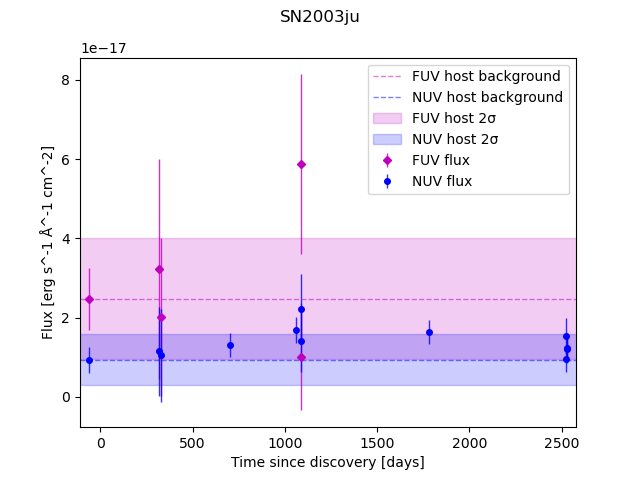 SN2003ju
1e−17
FUV host background
NUV host background
FUV host 2σ
NUV host 2σ
FUV flux
NUV flux
8
6
4
2
0
Flux [erg s^-1 Å^-1 cm^-2]
0 500 1000 1500 2000 2500
Time since discovery [days]